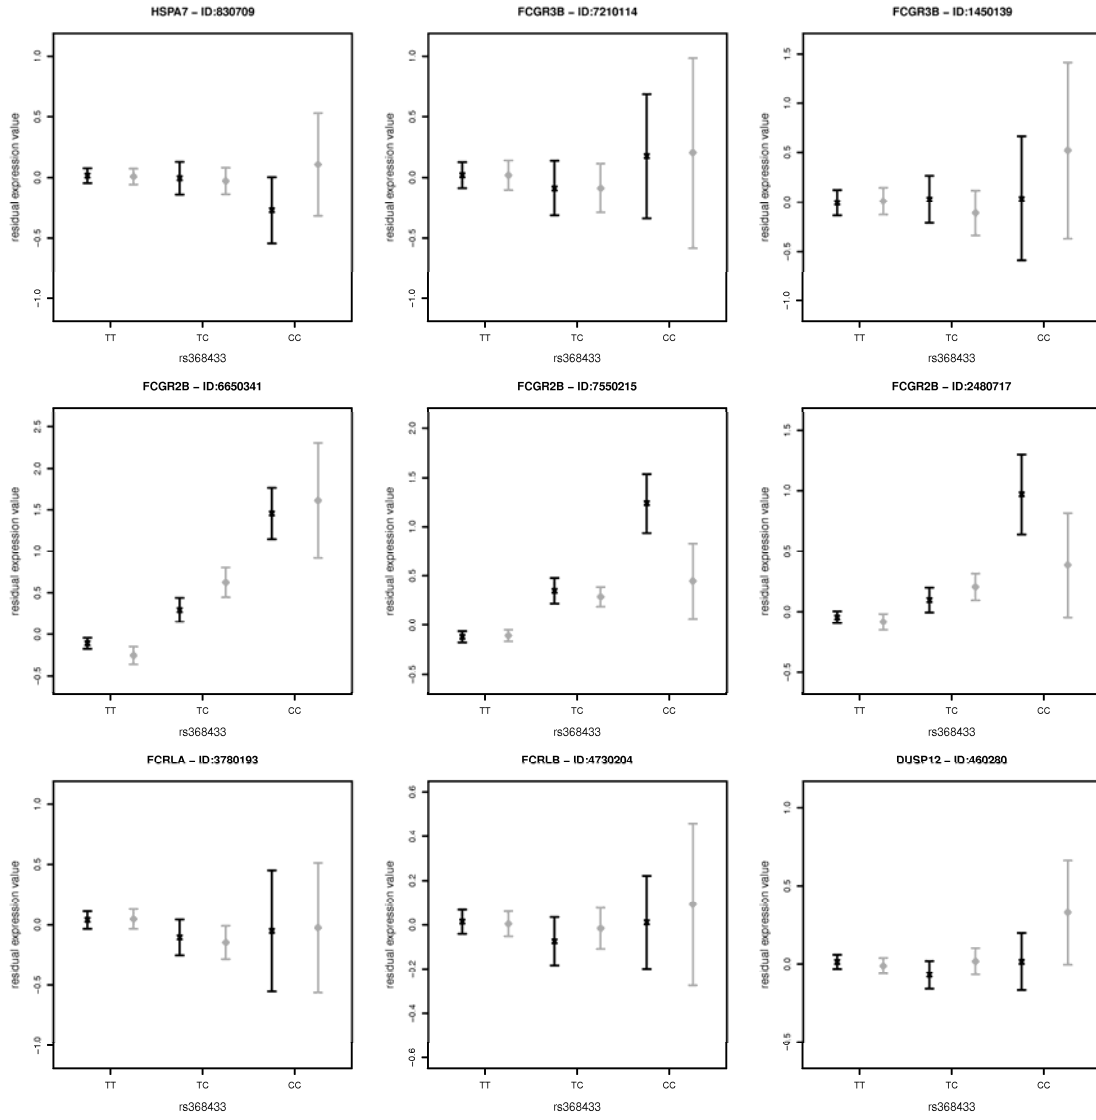 HSPA7 – ID:830709
residual expression value
1.0
0.5
0.0
−0.5
−1.0
TT TC CC
rs368433
FCGR3B – ID:7210114
residual expression value
1.0
0.5
0.0
−0.5
−1.0
TT TC CC
rs368433
FCGR3B – ID:1450139
residual expression value
1.5
1.0
0.5
0.0
−0.5
−1.0
TT TC CC
rs368433
FCGR2B – ID:6650341
residual expression value
2.5
2.0
1.5
1.0
0.5
0.0
−0.5
TT TC CC
rs368433
FCGR2B – ID:7550215
residual expression value
2.0
1.5
1.0
0.5
0.0
−0.5
TT TC CC
rs368433
FCGR2B – ID:2480717
residual expression value
1.5
1.0
0.5
0.0
−0.5
TT TC CC
rs368433
FCRLA – ID:3780193
residual expression value
1.0
0.5
0.0
−0.5
−1.0
TT TC CC
rs368433
FCRLB – ID:4730204
residual expression value
0.6
0.4
0.2
0.0
−0.2
−0.4
−0.6
TT TC CC
rs368433
DUSP12 – ID:460280
residual expression value
1.0
0.5
0.0
−0.5
TT TC CC
rs368433